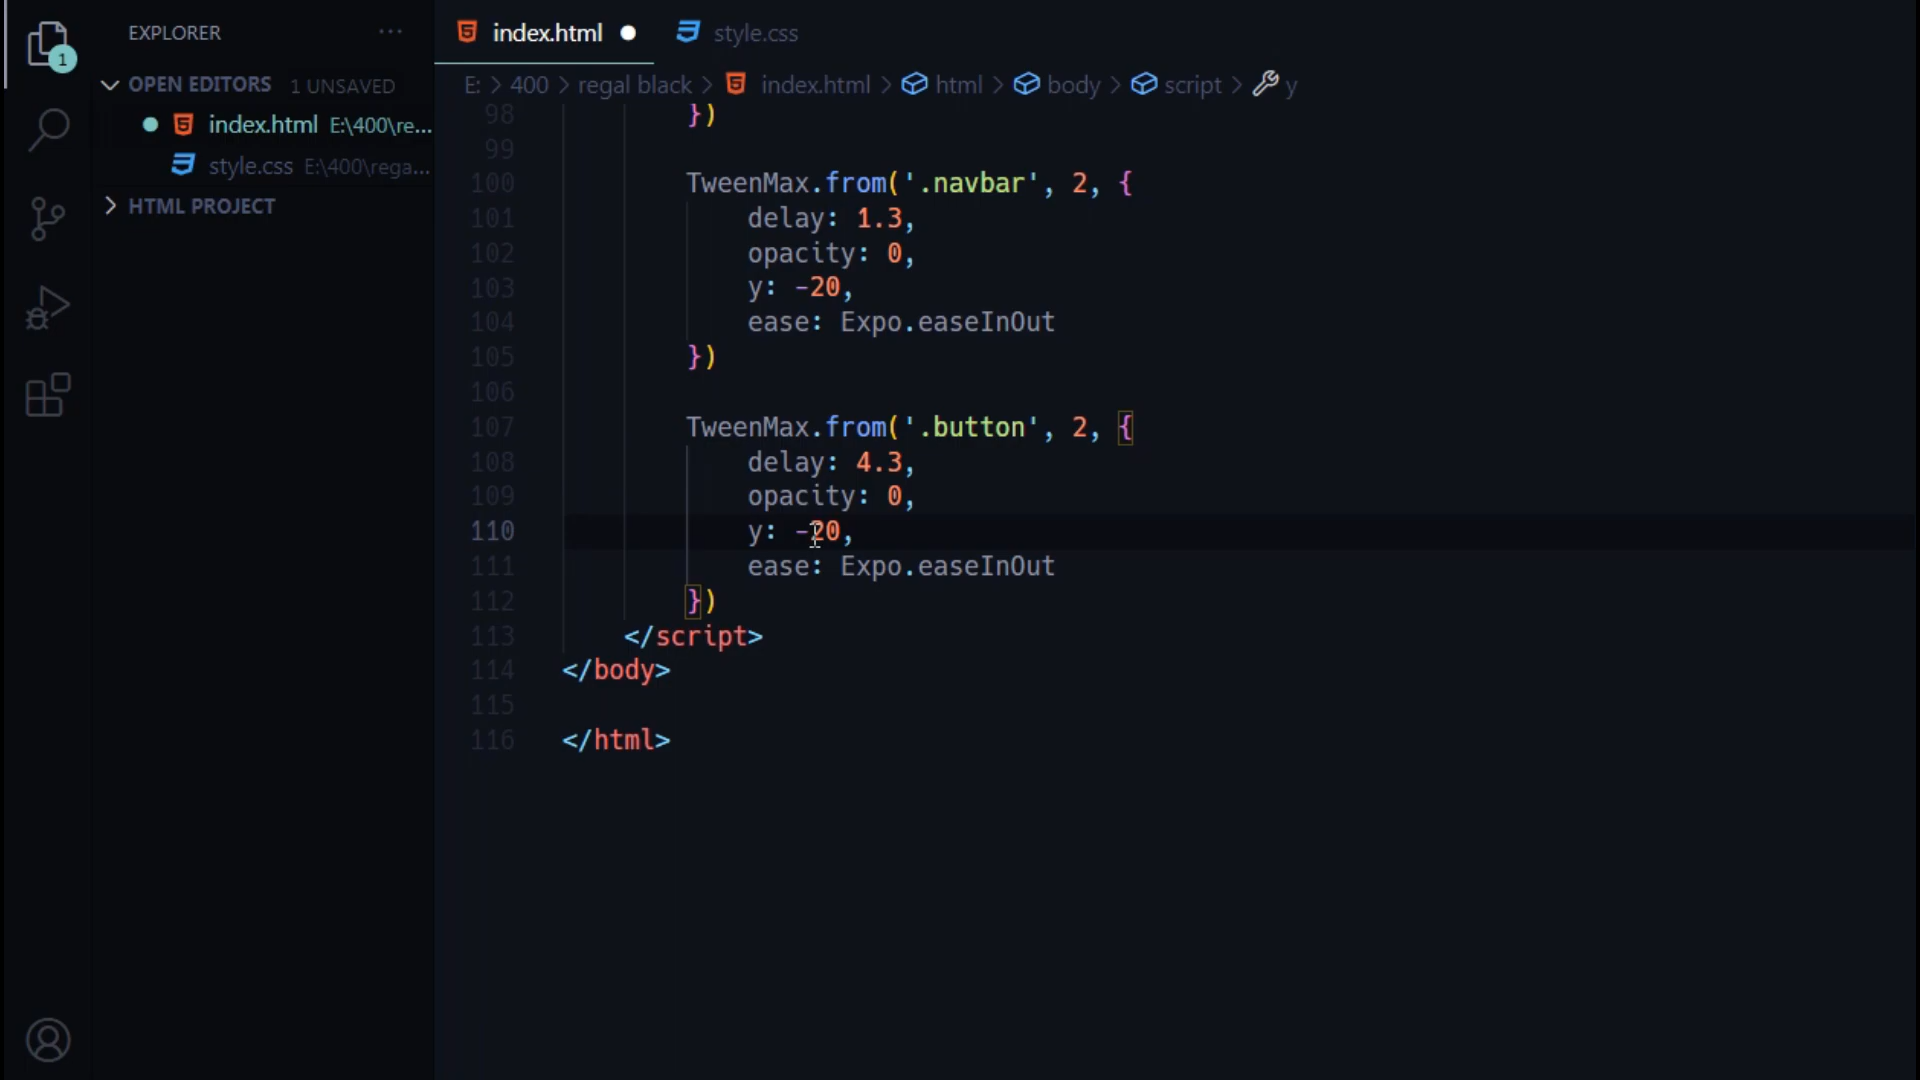 EXPLORER ···
OPEN EDITORS 1 UNSAVED
index.html E:\400\re...
style.css E:\400\rega...
HTML PROJECT
1
index.html style.css
E: > 400 > regal black > index.html > html > body > script > y
98 })
99
100 TweenMax.from('.navbar', 2, {
101 delay: 1.3,
102 opacity: 0,
103 y: -20,
104 ease: Expo.easeInOut
105 })
106
107 TweenMax.from('.button', 2, {
108 delay: 4.3,
109 opacity: 0,
110 y: -20,
111 ease: Expo.easeInOut
112 })
113 </script>
114 </body>
115
116 </html>